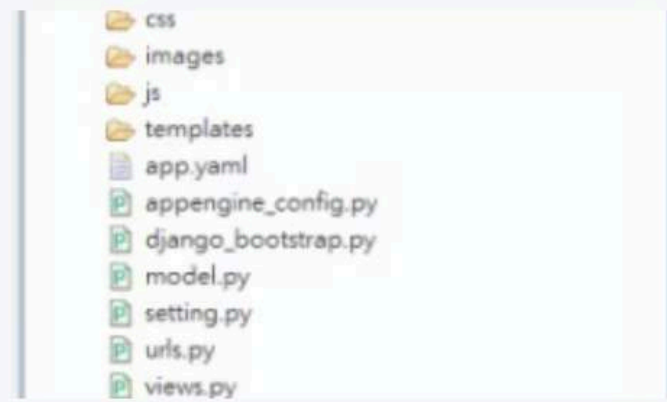 css
images
js
templates
app.yaml
appengine_config.py
django_bootstrap.py
model.py
setting.py
urls.py
views.py